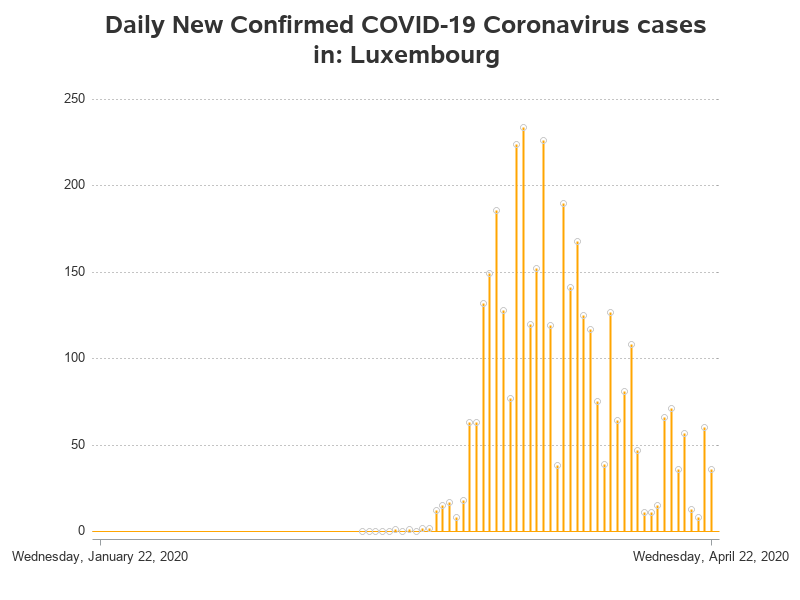 Daily New Confirmed COVID-19 Coronavirus cases
in: Luxembourg
250
200
150
100
50
0
Wednesday, January 22, 2020
Wednesday, April 22, 2020